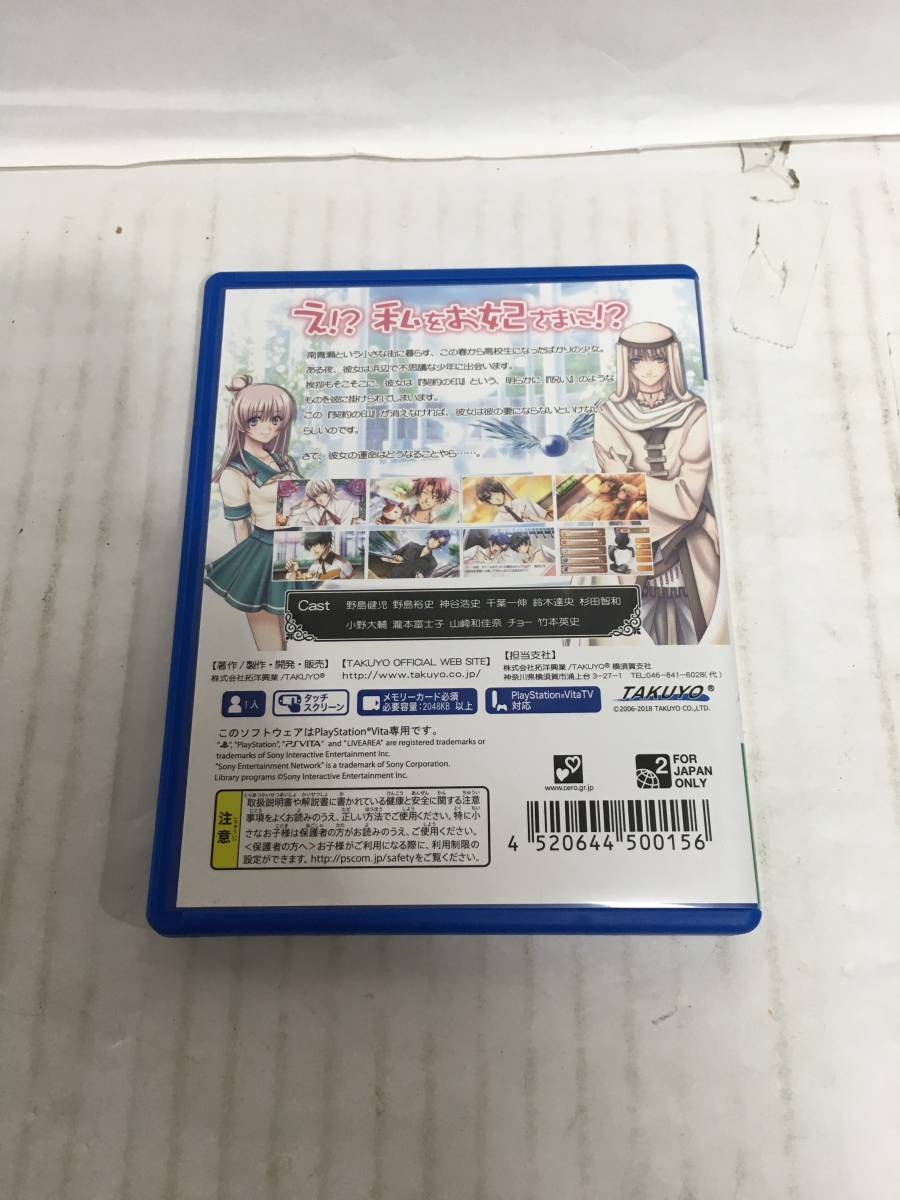 え!? 私をお妃さまに!?
南青瀬という小さな街に暮らす、この春から高校生になったばかりの少女。
ある夜、彼女は浜辺で不思議な少年に出会います。
挨拶もそこそこに、彼女は『契約の印』という、明らかに『呪い』のような
ものを彼に掛けられてしまいます。
この『契約の印』が消えなければ、彼女は彼の妻にならないといけない
らしいのです。
さて、彼女の運命はどうなることやら……。
Cast 野島健児 野島裕史 神谷浩史 千葉一伸 鈴木達央 杉田智和
小野大輔 瀧本富士子 山崎和佳奈 チョー 竹本英史
【著作/製作・開発・販売】
株式会社拓洋興業/TAKUYO®
【TAKUYO OFFICIAL WEB SITE】
http://www.takuyo.co.jp/
【担当支社】
株式会社拓洋興業/TAKUYO® 横須賀支社
神奈川県横須賀市浦上台3-27-1 TEL:046-841-6028(代)
1人
タッチ
スクリーン
メモリーカード必須
必要容量:2048KB 以上
PlayStation®VitaTV
対応
TAKUYO®
©2006-2018 TAKUYO CO.,LTD.
このソフトウェアはPlayStation®Vita専用です。
"PlayStation", "PSVITA" and "LIVEAREA" are registered trademarks or
trademarks of Sony Interactive Entertainment Inc.
"Sony Entertainment Network" is a trademark of Sony Corporation.
Library programs ©Sony Interactive Entertainment Inc.
www.cero.gr.jp
2 FOR
JAPAN
ONLY
注意
取扱説明書や解説書に書かれている健康と安全に関する注意
事項をよくお読みのうえ、正しい方法でご使用ください。特に小
さなお子様は保護者の方がお読みのうえ、ご使用ください。
<保護者の方へ>お子様がご利用になる際に、利用制限の
設定ができます。http://pscom.jp/safetyをご覧ください。
4 520644 500156